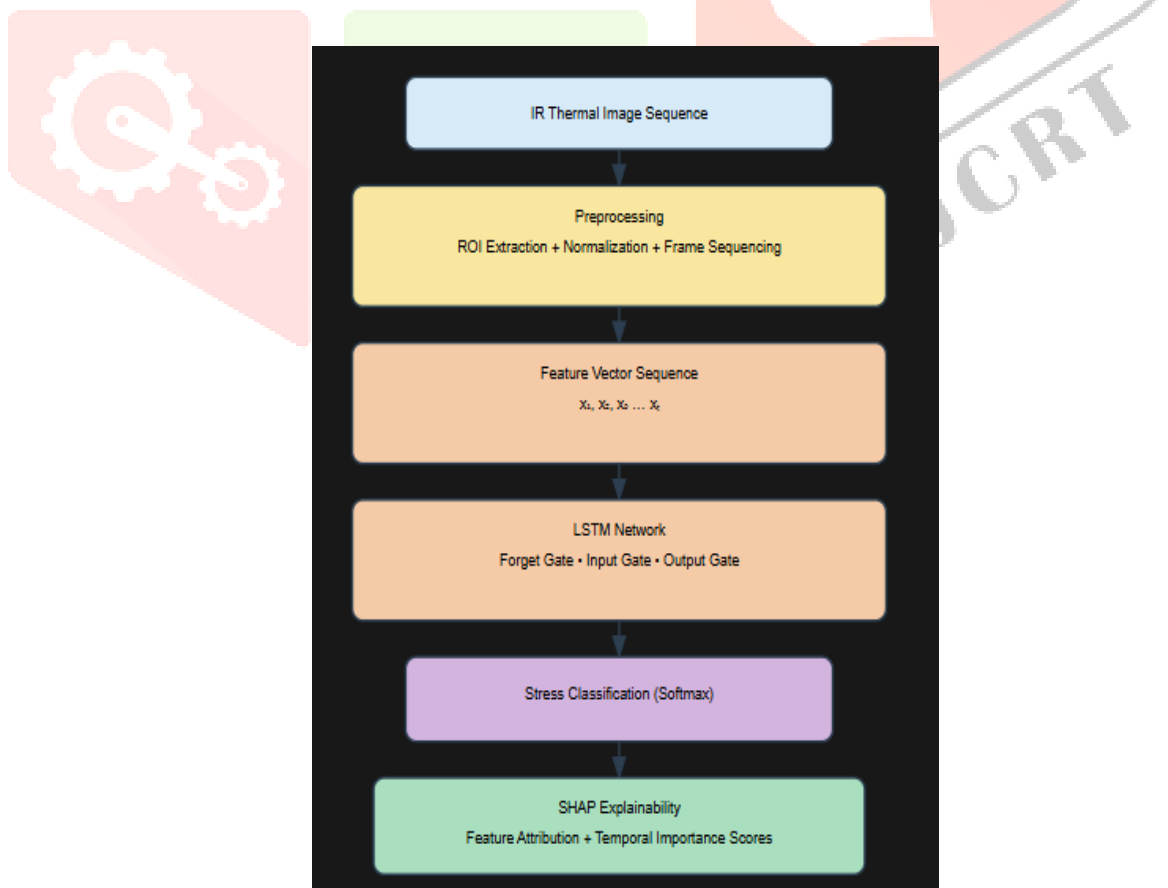 IR Thermal Image Sequence
Preprocessing
ROI Extraction + Normalization + Frame Sequencing
Feature Vector Sequence
x₁, x₂, x₃ … xₜ
LSTM Network
Forget Gate • Input Gate • Output Gate
Stress Classification (Softmax)
SHAP Explainability
Feature Attribution + Temporal Importance Scores
CRT